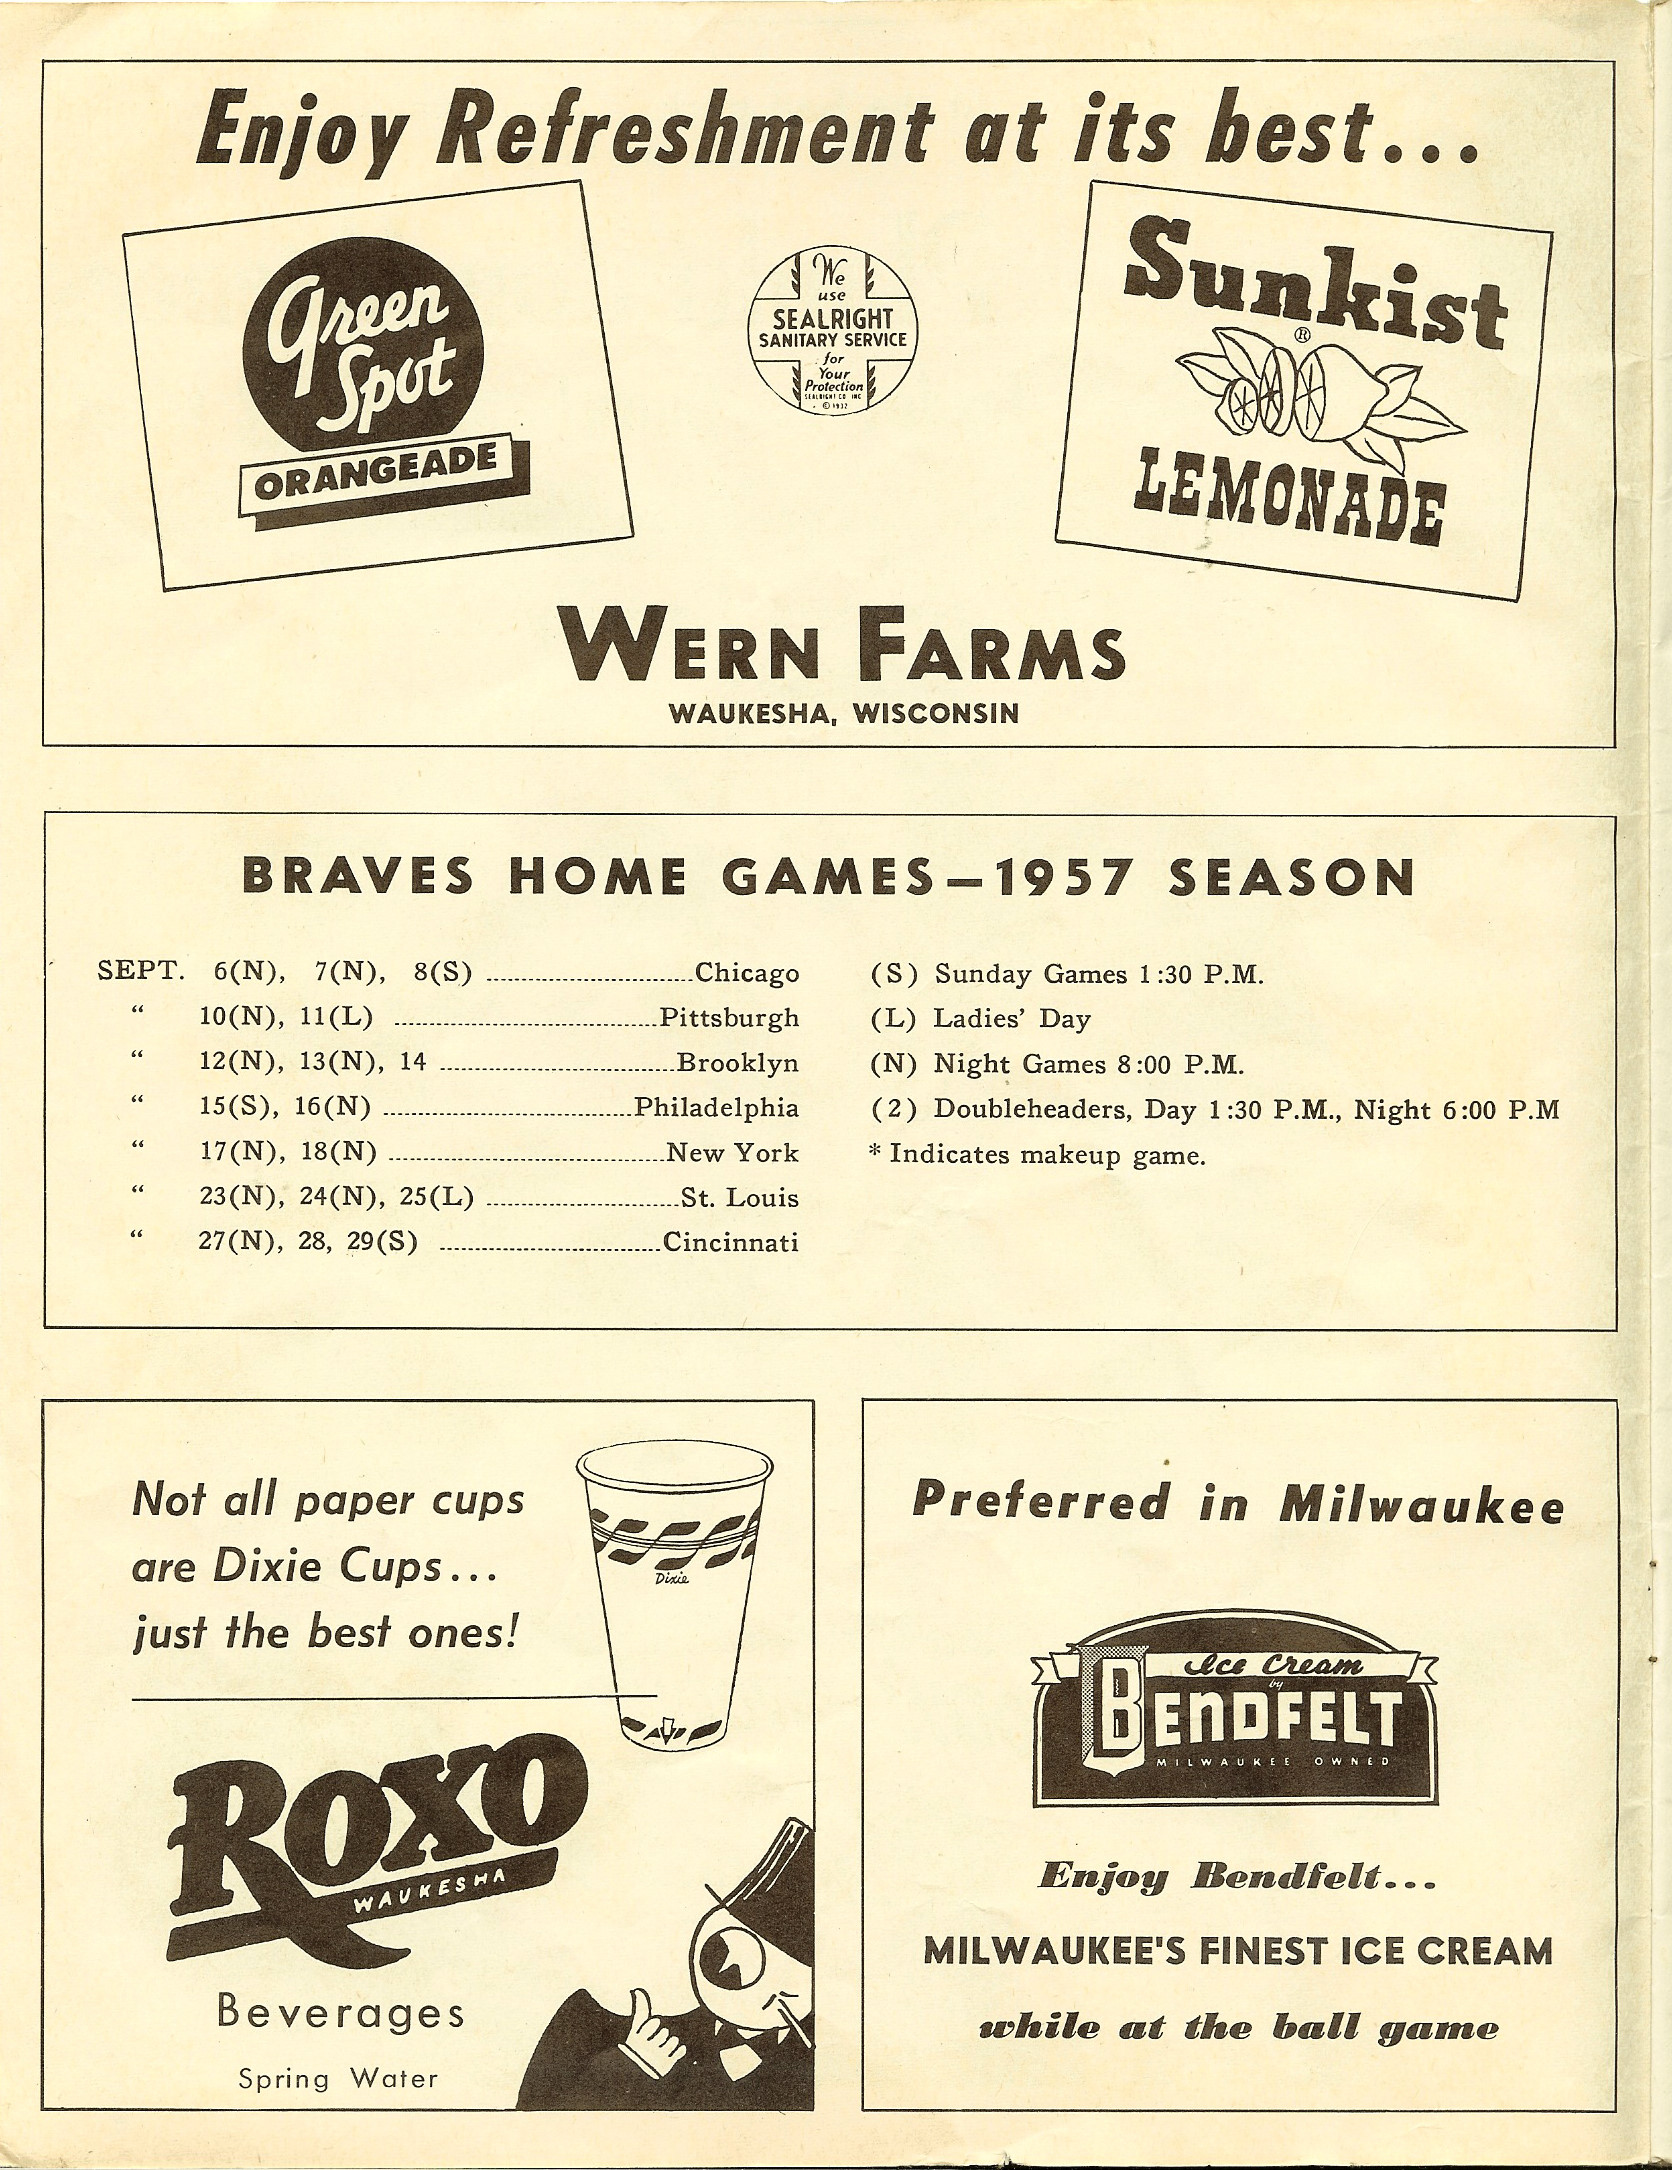 Enjoy Refreshment at its best...
Green
Spot
ORANGEADE
We
use
SEALRIGHT
SANITARY SERVICE
for
Your
Protection
SEALRIGHT CO INC
© 1937
Sunkist
®
LEMONADE
WERN FARMS
WAUKESHA, WISCONSIN
BRAVES HOME GAMES—1957 SEASON
SEPT. 6(N), 7(N), 8(S) ..........................Chicago
“ 10(N), 11(L) .................................Pittsburgh
“ 12(N), 13(N), 14 ..............................Brooklyn
“ 15(S), 16(N) ...............................Philadelphia
“ 17(N), 18(N) ...................................New York
“ 23(N), 24(N), 25(L) ........................St. Louis
“ 27(N), 28, 29(S) ............................Cincinnati
(S) Sunday Games 1:30 P.M.
(L) Ladies’ Day
(N) Night Games 8:00 P.M.
(2) Doubleheaders, Day 1:30 P.M., Night 6:00 P.M
* Indicates makeup game.
Not all paper cups
are Dixie Cups...
just the best ones!
Dixie
ROXO
WAUKESHA
Beverages
Spring Water
Preferred in Milwaukee
Ice Cream
by
BENDFELT
MILWAUKEE OWNED
Enjoy Bendfelt...
MILWAUKEE'S FINEST ICE CREAM
while at the ball game